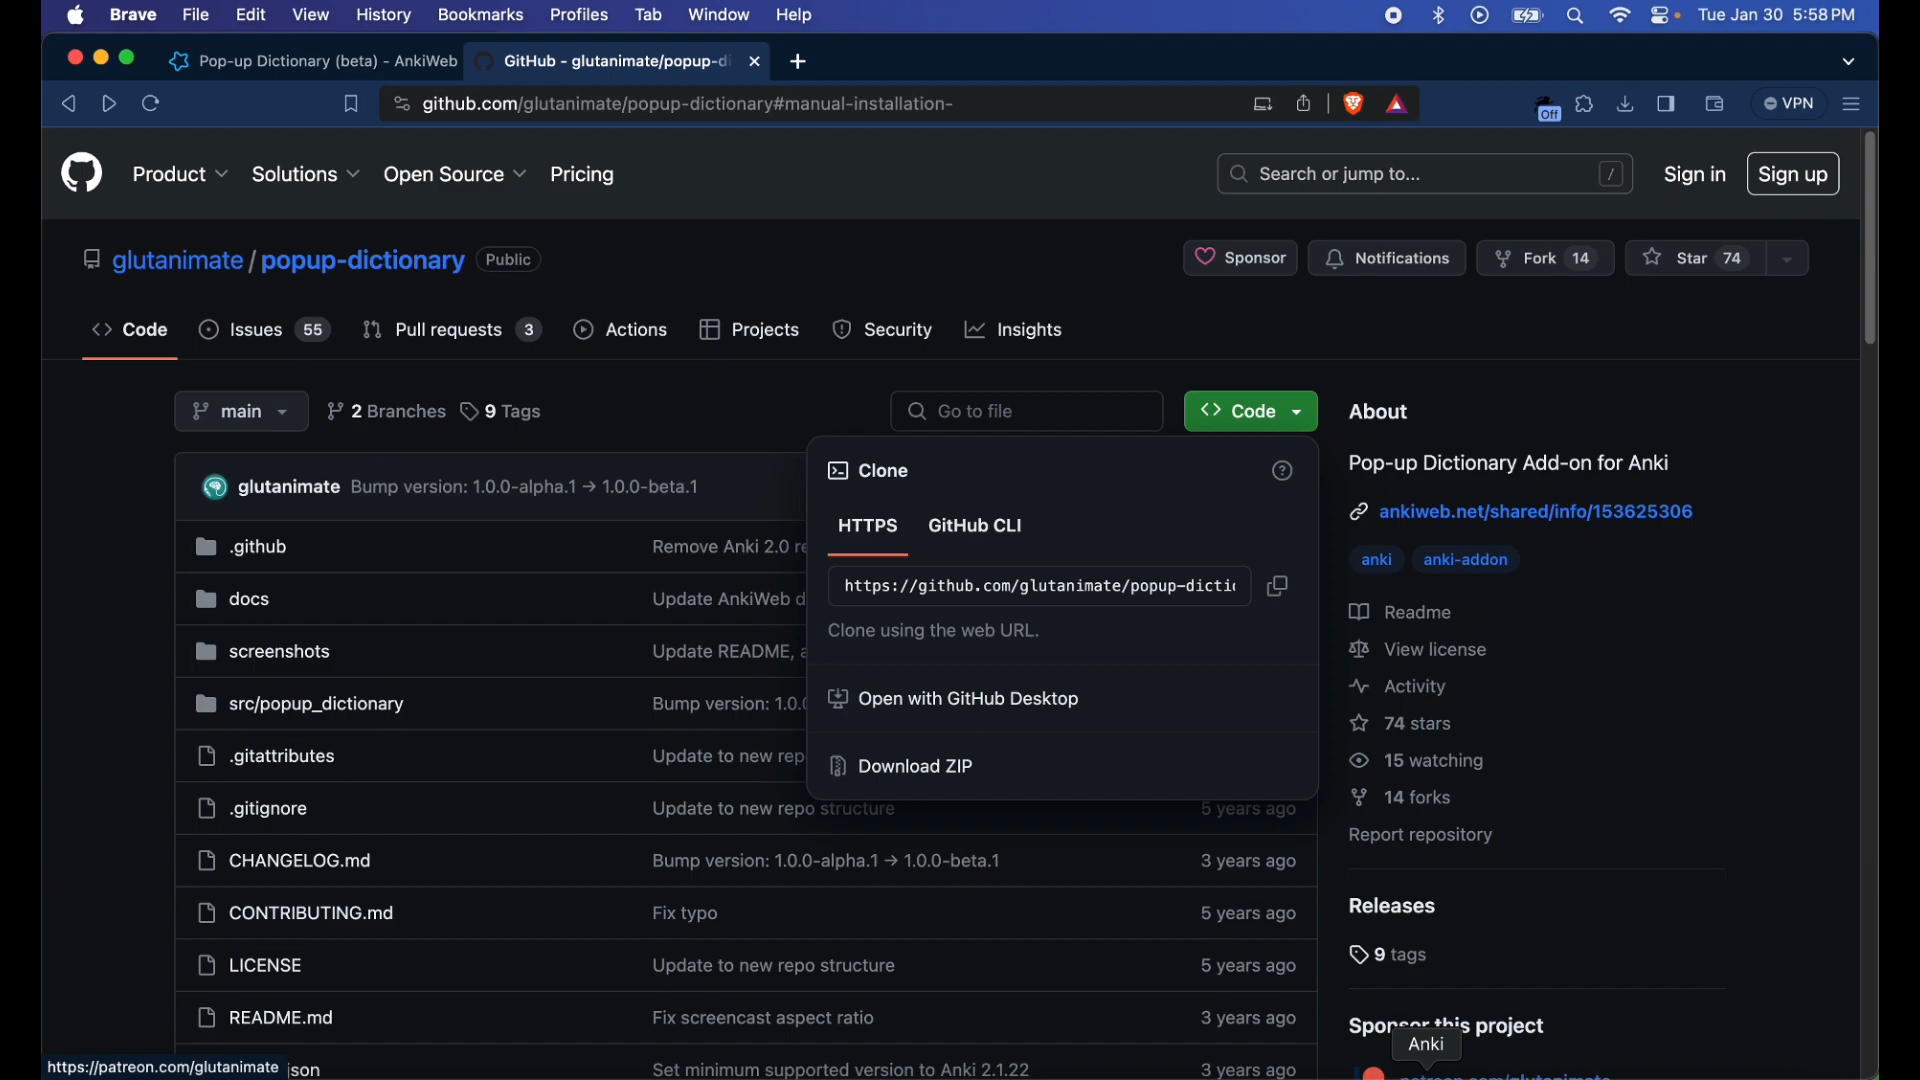 Brave File Edit View History Bookmarks Profiles Tab Window Help Tue Jan 30 5:58 PM
Pop-up Dictionary (beta) - AnkiWeb GitHub - glutanimate/popup-di
github.com/glutanimate/popup-dictionary#manual-installation- Off VPN
Product Solutions Open Source Pricing Search or jump to... / Sign in Sign up
glutanimate / popup-dictionary Public Sponsor Notifications Fork 14 Star 74
Code Issues 55 Pull requests 3 Actions Projects Security Insights
main 2 Branches 9 Tags Go to file Code About
Clone
Pop-up Dictionary Add-on for Anki
glutanimate Bump version: 1.0.0-alpha.1 → 1.0.0-beta.1
HTTPS GitHub CLI
ankiweb.net/shared/info/153625306
.github Remove Anki 2.0 re
anki anki-addon
https://github.com/glutanimate/popup-dictio
docs Update AnkiWeb d
Readme
Clone using the web URL.
screenshots Update README, a
View license
Activity
src/popup_dictionary Bump version: 1.0.0
Open with GitHub Desktop
74 stars
.gitattributes Update to new rep
Download ZIP
15 watching
14 forks
.gitignore Update to new repo structure 5 years ago
Report repository
CHANGELOG.md Bump version: 1.0.0-alpha.1 → 1.0.0-beta.1 3 years ago
Releases
CONTRIBUTING.md Fix typo 5 years ago
9 tags
LICENSE Update to new repo structure 5 years ago
README.md Fix screencast aspect ratio 3 years ago
Sponsor this project
Anki
https://patreon.com/glutanimate json Set minimum supported version to Anki 2.1.22 3 years ago
patreon.com/glutanimate